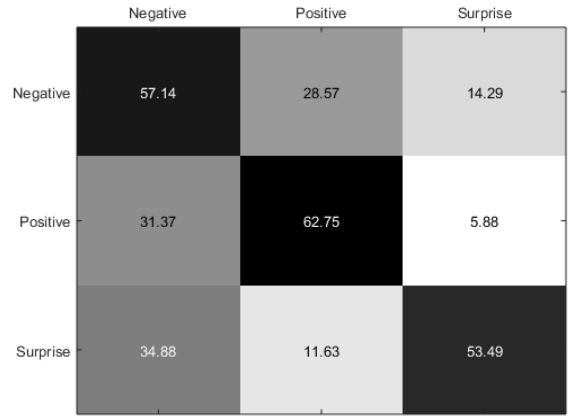 Negative Positive Surprise
Negative 57.14 28.57 14.29
Positive 31.37 62.75 5.88
Surprise 34.88 11.63 53.49